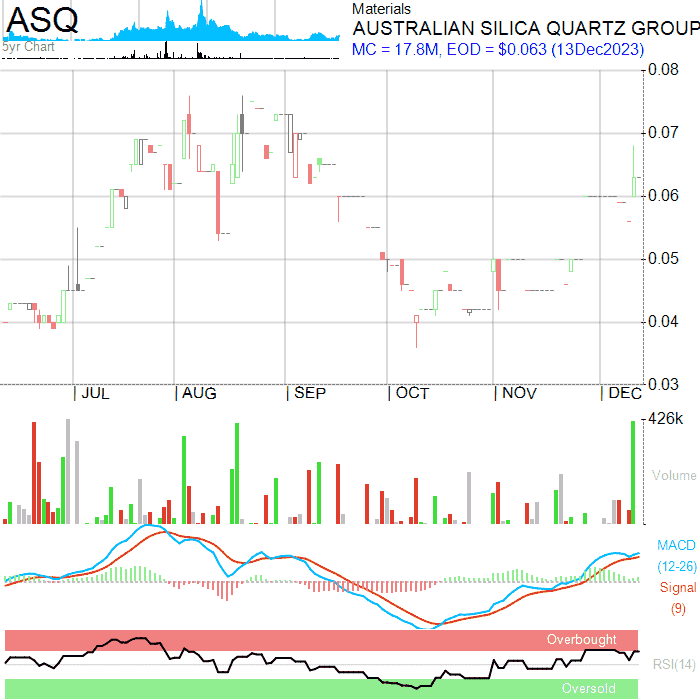 ASQ
5yr Chart
Materials
AUSTRALIAN SILICA QUARTZ GROUP
MC = 17.8M, EOD = $0.063 (13Dec2023)
0.08
0.07
0.06
0.05
0.04
0.03
JUL
AUG
SEP
OCT
NOV
DEC
426k
Volume
MACD
(12-26)
Signal
(9)
Overbought
RSI(14)
Oversold